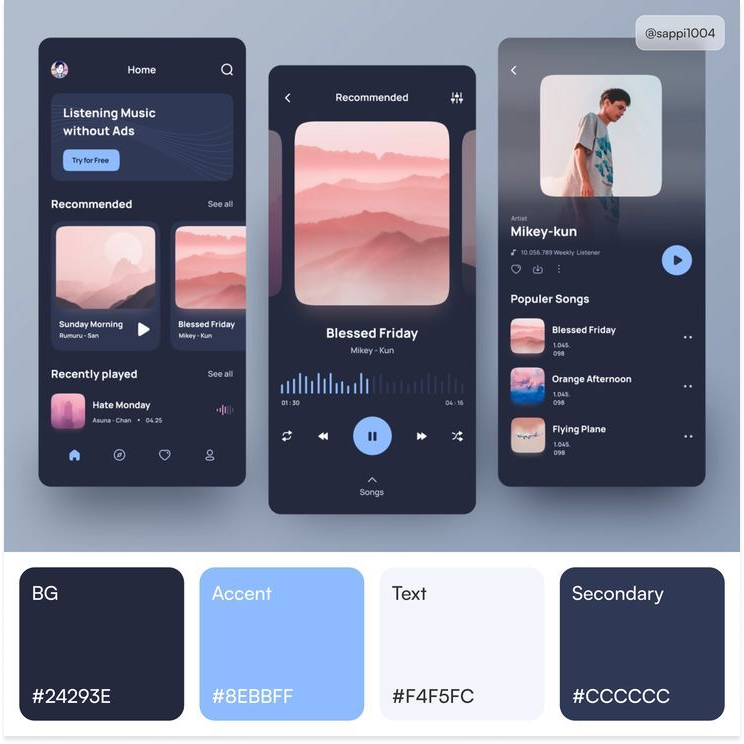 @sappi1004
Home
Listening Music
without Ads
Try for Free
Recommended
See all
Sunday Morning
Rumuru - San
Blessed Friday
Mikey - Kun
Recently played
See all
Hate Monday
Asuna - Chan • 04.25
Recommended
Blessed Friday
Mikey - Kun
01:30
04:16
Songs
Artist
Mikey-kun
10.056.789 Weekly Listener
Populer Songs
Blessed Friday
1.045.
098
Orange Afternoon
1.045.
098
Flying Plane
1.045.
098
BG
#24293E
Accent
#8EBBFF
Text
#F4F5FC
Secondary
#CCCCCC